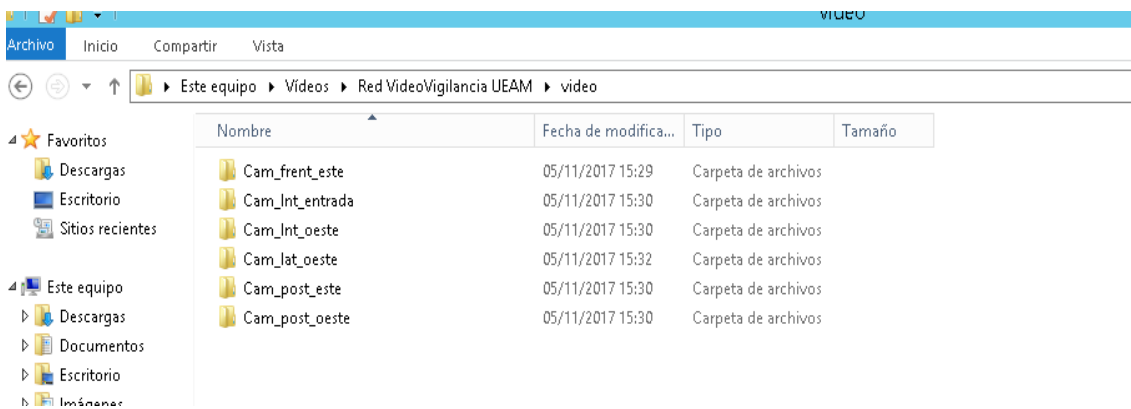 video
Archivo Inicio Compartir Vista
Este equipo Vídeos Red VideoVigilancia UEAM video
Nombre Fecha de modifica... Tipo Tamaño
Favoritos
Descargas
Escritorio
Sitios recientes
Este equipo
Descargas
Documentos
Escritorio
Imágenes
Cam_frent_este 05/11/2017 15:29 Carpeta de archivos
Cam_Int_entrada 05/11/2017 15:30 Carpeta de archivos
Cam_Int_oeste 05/11/2017 15:30 Carpeta de archivos
Cam_lat_oeste 05/11/2017 15:32 Carpeta de archivos
Cam_post_este 05/11/2017 15:30 Carpeta de archivos
Cam_post_oeste 05/11/2017 15:30 Carpeta de archivos